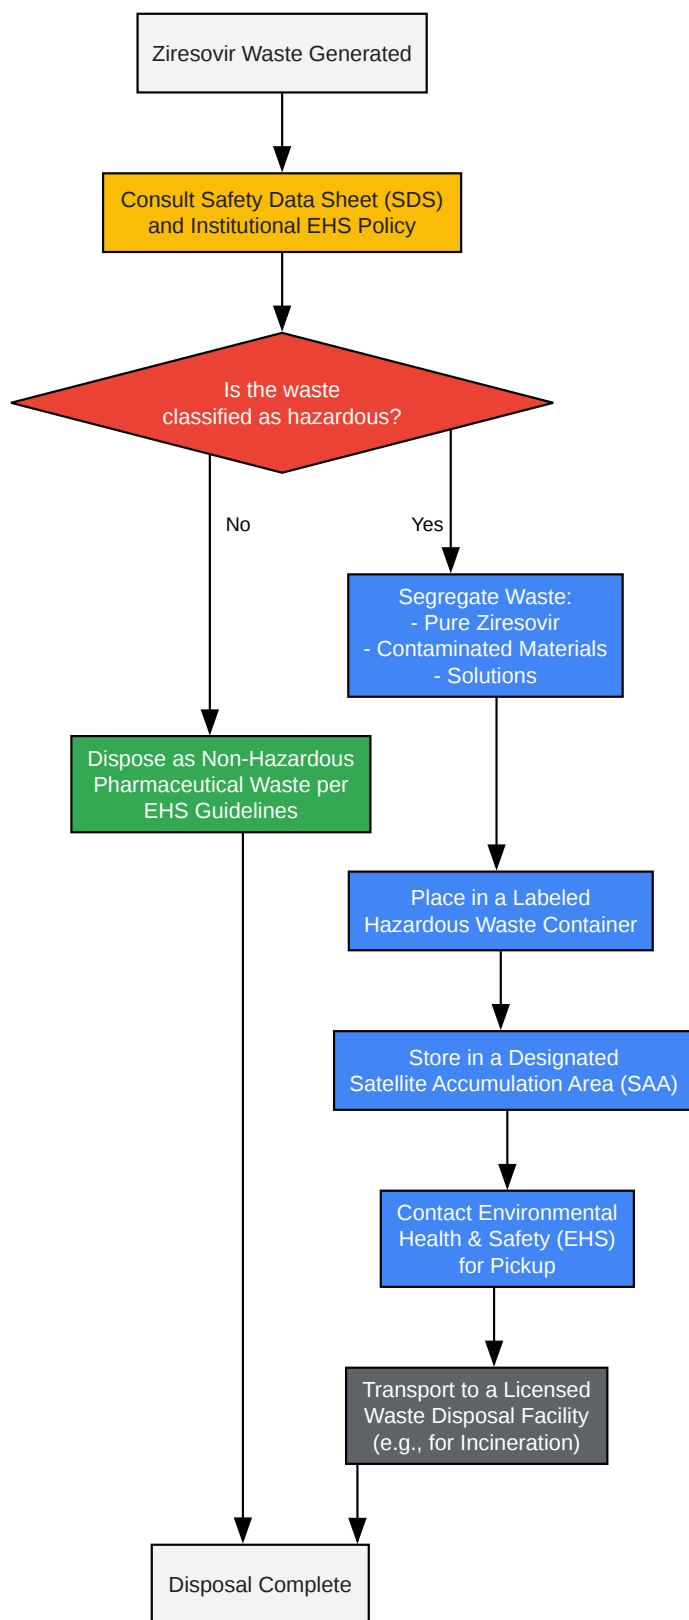 Ziresovir Waste Generated
Consult Safety Data Sheet (SDS)
and Institutional EHS Policy
Is the waste
classified as hazardous?
No
Yes
Segregate Waste:
- Pure Ziresovir
- Contaminated Materials
- Solutions
Dispose as Non-Hazardous
Pharmaceutical Waste per
EHS Guidelines
Place in a Labeled
Hazardous Waste Container
Store in a Designated
Satellite Accumulation Area (SAA)
Contact Environmental
Health & Safety (EHS)
for Pickup
Transport to a Licensed
Waste Disposal Facility
(e.g., for Incineration)
Disposal Complete